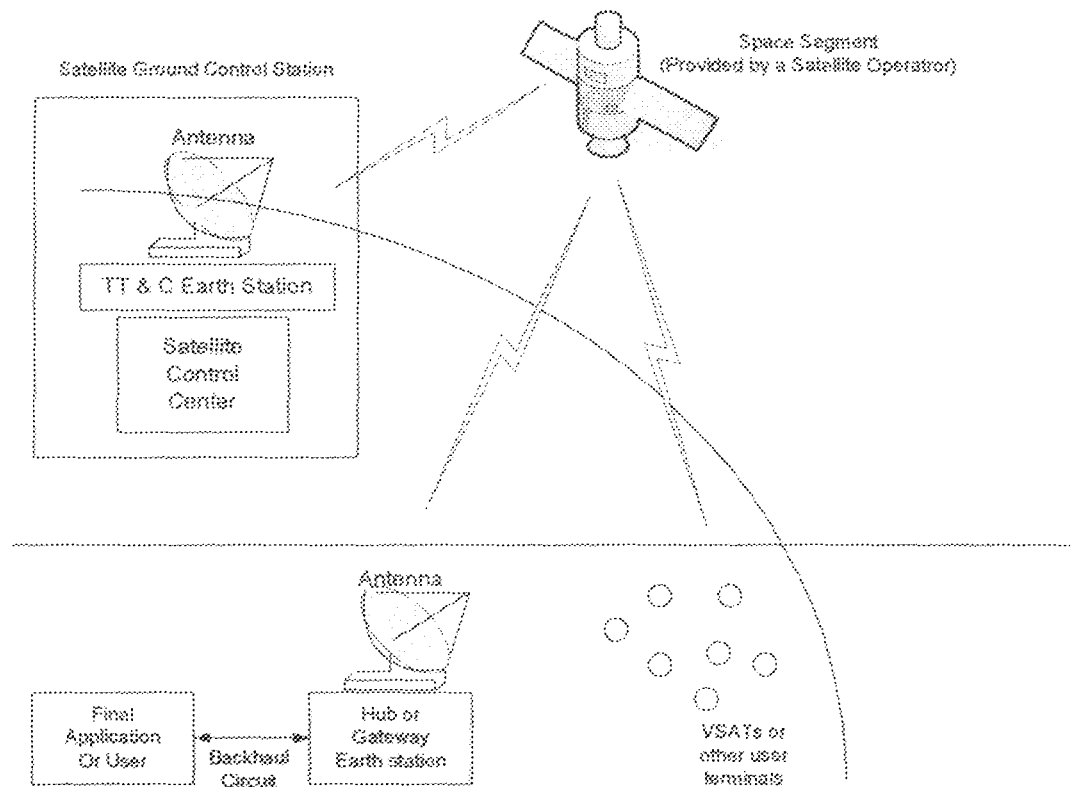 Space Segment
(Provided by a Satellite Operatror)
Satellite Ground Control Station
Antenna
TT & C Earth Station
Satellite
Control
Center
Antenna
Final
Application
Or User
Backhaul
Circuit
Hub or
Gateway
Earth station
VSATs or
other user
terminals